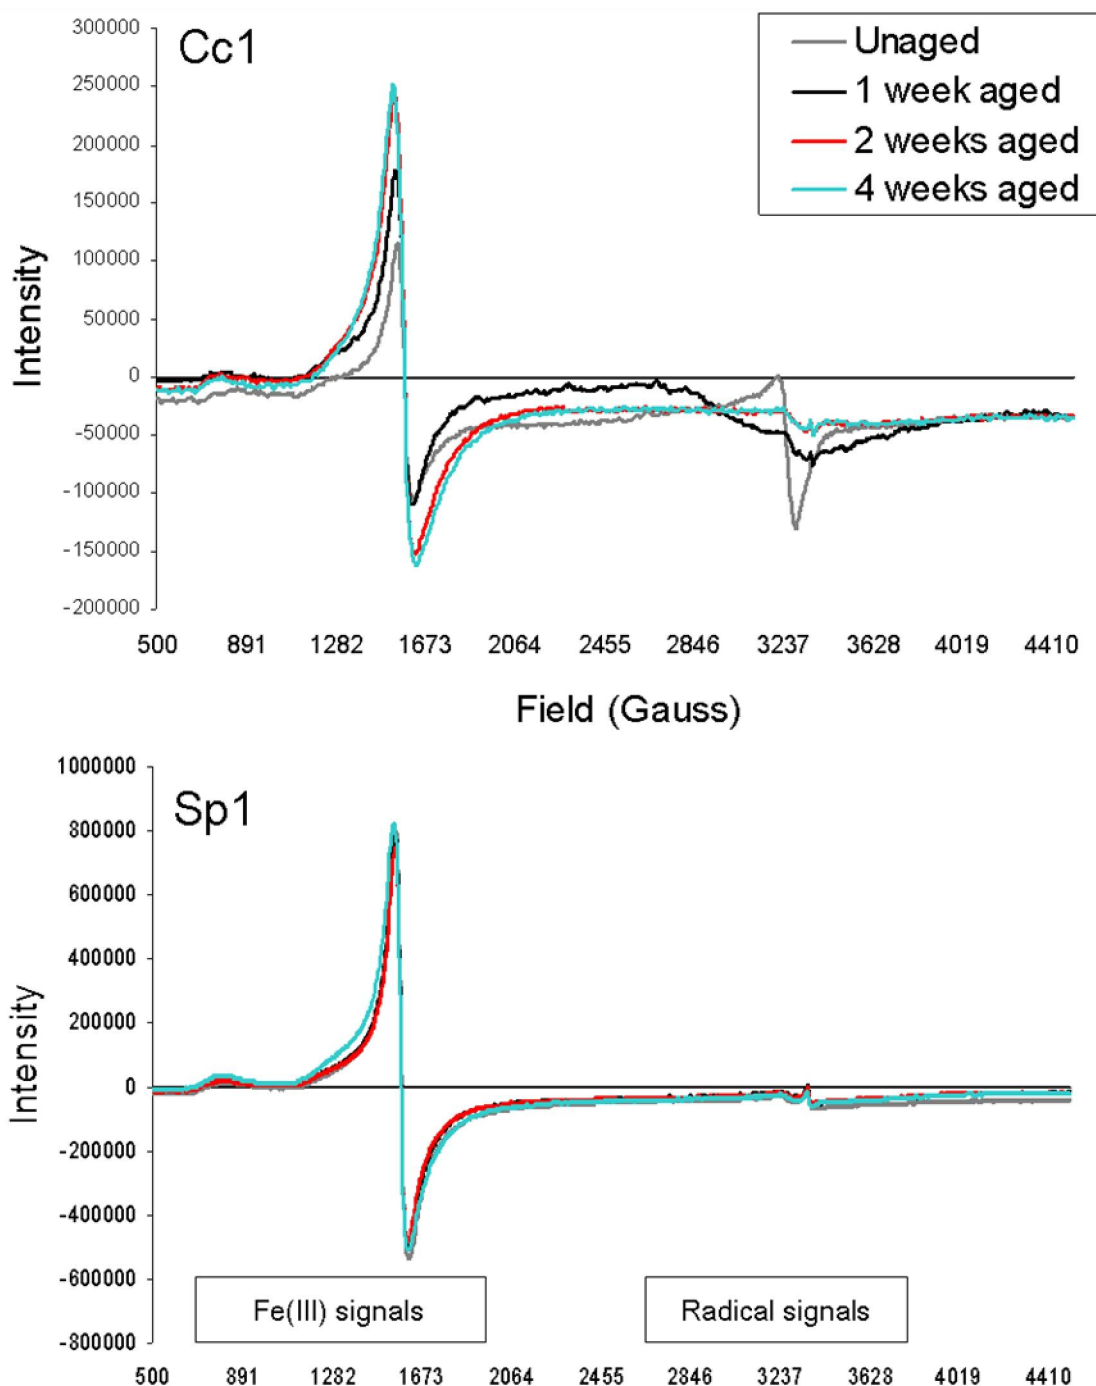 300000
Cc1
Unaged
250000
1 week aged
200000
2 weeks aged
4 weeks aged
150000
100000
50000
0
-50000
-100000
-150000
-200000
Intensity
500 891 1282 1673 2064 2455 2846 3237 3628 4019 4410
Field (Gauss)
1000000
Sp1
800000
600000
400000
200000
0
-200000
-400000
-600000
-800000
Intensity
Fe(III) signals
Radical signals
500 891 1282 1673 2064 2455 2846 3237 3628 4019 4410